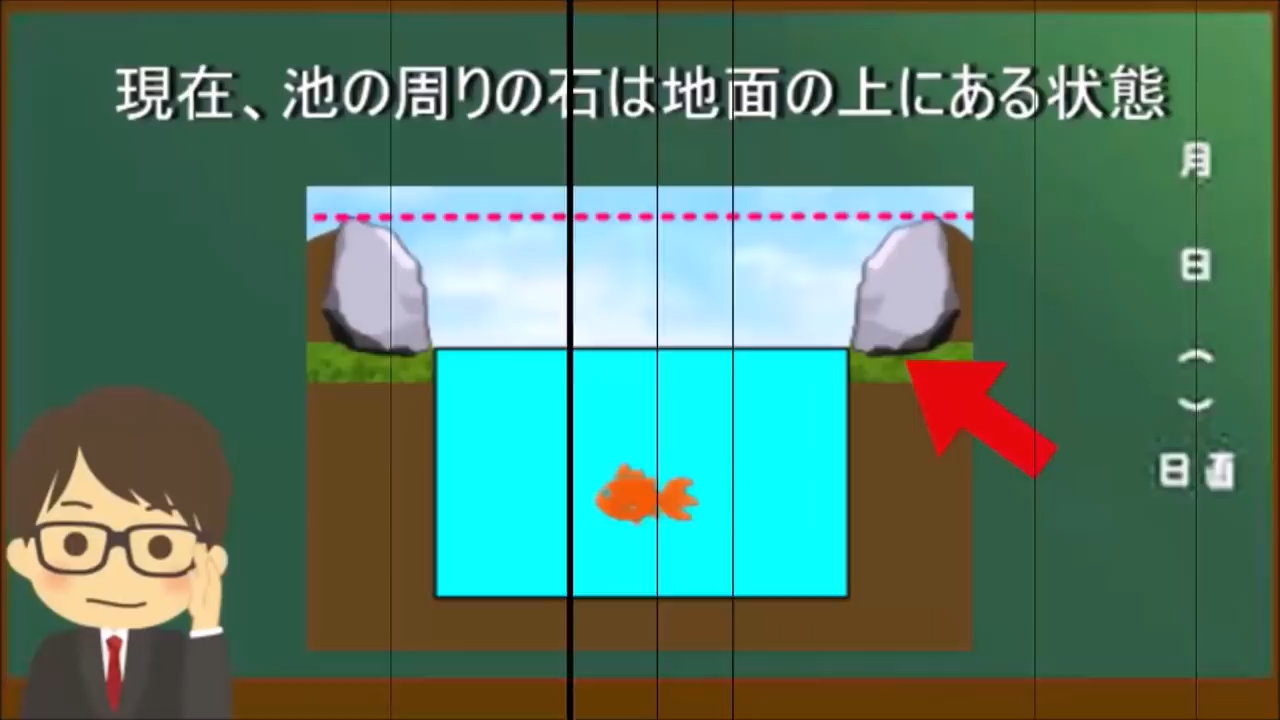 現在、池の周りの石は地面の上にある状態
月
日
︵
︶
日直